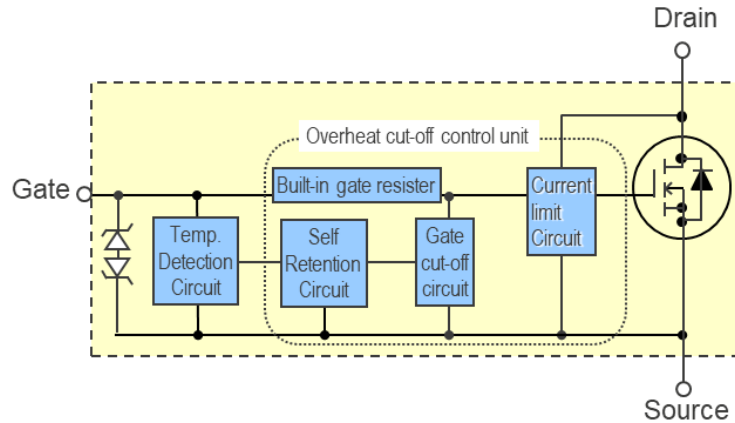 Drain
Overheat cut-off control unit
Gate
Built-in gate resister
Current
limit
Circuit
Temp.
Detection
Circuit
Self
Retention
Circuit
Gate
cut-off
circuit
Source